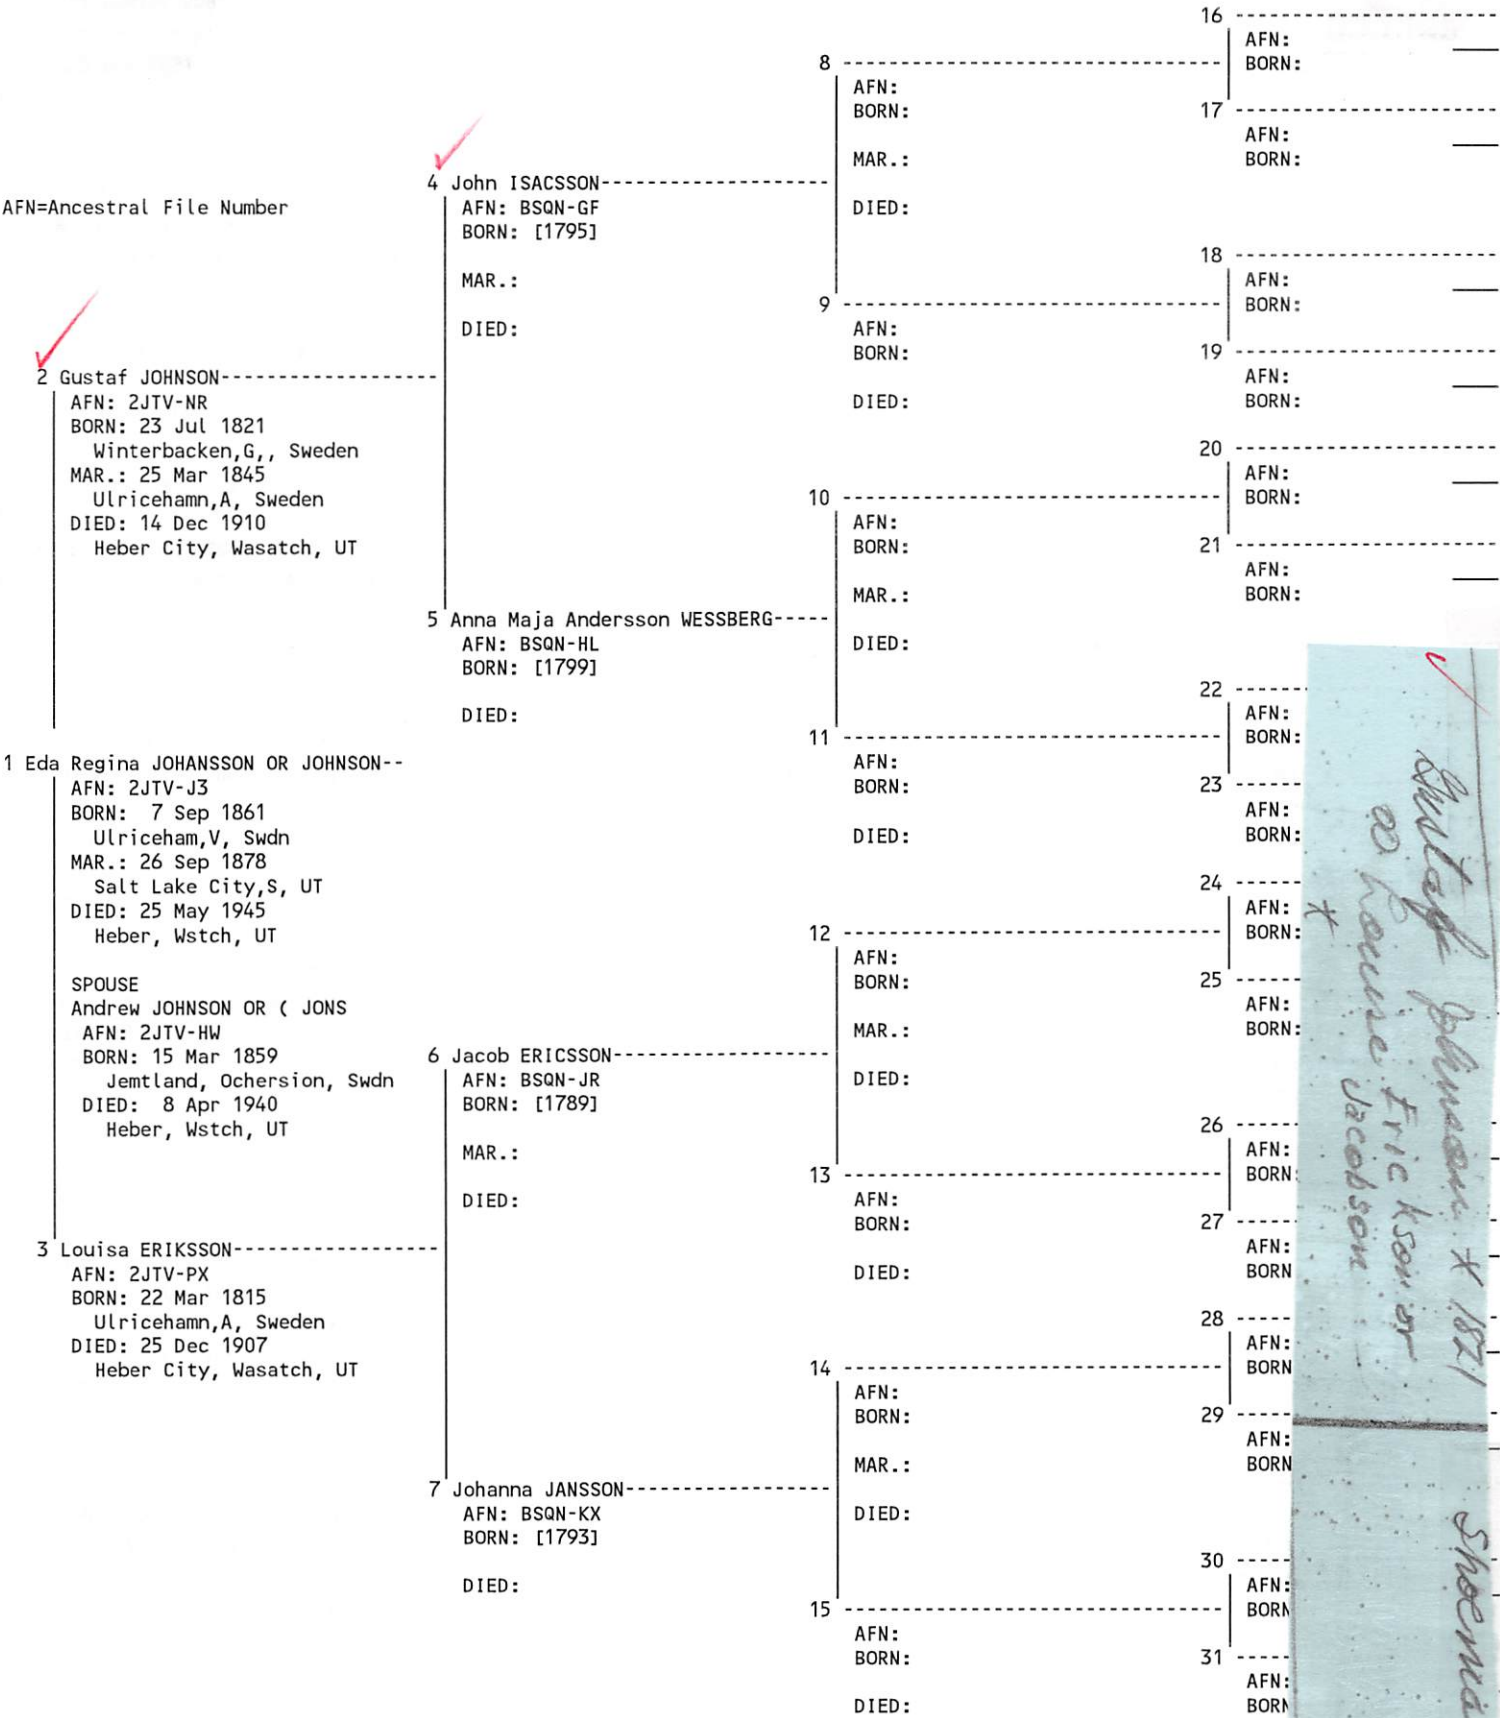 AFN=Ancestral File Number
2 Gustaf JOHNSON
AFN: 2JTV-NR
BORN: 23 Jul 1821
Winterbacken,G,, Sweden
MAR.: 25 Mar 1845
Ulricehamn,A, Sweden
DIED: 14 Dec 1910
Heber City, Wasatch, UT
1 Eda Regina JOHANSSON OR JOHNSON--
AFN: 2JTV-J3
BORN: 7 Sep 1861
Ulriceham,V, Swdn
MAR.: 26 Sep 1878
Salt Lake City,S, UT
DIED: 25 May 1945
Heber, Wstch, UT
SPOUSE
Andrew JOHNSON OR ( JONS
AFN: 2JTV-HW
BORN: 15 Mar 1859
Jemtland, Ochersion, Swdn
DIED: 8 Apr 1940
Heber, Wstch, UT
3 Louisa ERIKSSON
AFN: 2JTV-PX
BORN: 22 Mar 1815
Ulricehamn,A, Sweden
DIED: 25 Dec 1907
Heber City, Wasatch, UT
4 John ISACSSON
AFN: BSQN-GF
BORN: [1795]
MAR.:
DIED:
5 Anna Maja Andersson WESSBERG
AFN: BSQN-HL
BORN: [1799]
DIED:
6 Jacob ERICSSON
AFN: BSQN-JR
BORN: [1789]
MAR.:
DIED:
7 Johanna JANSSON
AFN: BSQN-KX
BORN: [1793]
DIED:
8
AFN:
BORN:
MAR.:
DIED:
9
AFN:
BORN:
DIED:
10
AFN:
BORN:
MAR.:
DIED:
11
AFN:
BORN:
DIED:
12
AFN:
BORN:
MAR.:
DIED:
13
AFN:
BORN:
DIED:
14
AFN:
BORN:
MAR.:
DIED:
15
AFN:
BORN:
DIED:
16
AFN:
BORN:
17
AFN:
BORN:
18
AFN:
BORN:
19
AFN:
BORN:
20
AFN:
BORN:
21
AFN:
BORN:
22
AFN:
BORN:
23
AFN:
BORN:
24
AFN:
BORN:
25
AFN:
BORN:
26
AFN:
BORN:
27
AFN:
BORN
28
AFN:
BORN
29
AFN:
BORN
30
AFN:
BORN
31
AFN:
BORN
Gustaf Johnson x 1821
Erickson or
Jacobson
x
Shoema